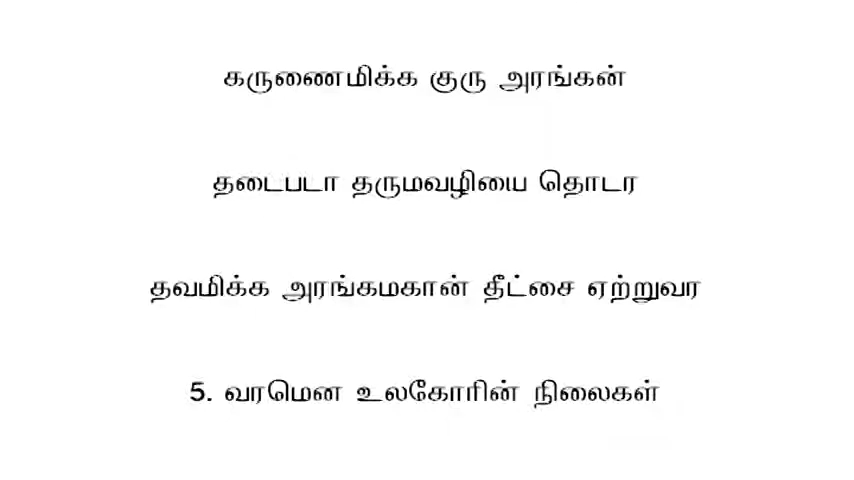 கருணைமிக்க குரு அரங்கன்
தடைபடா தருமவழியை தொடர
தவமிக்க அரங்கமகான் தீட்சை ஏற்றுவர
5. வரமென உலகோரின் நிலைகள்